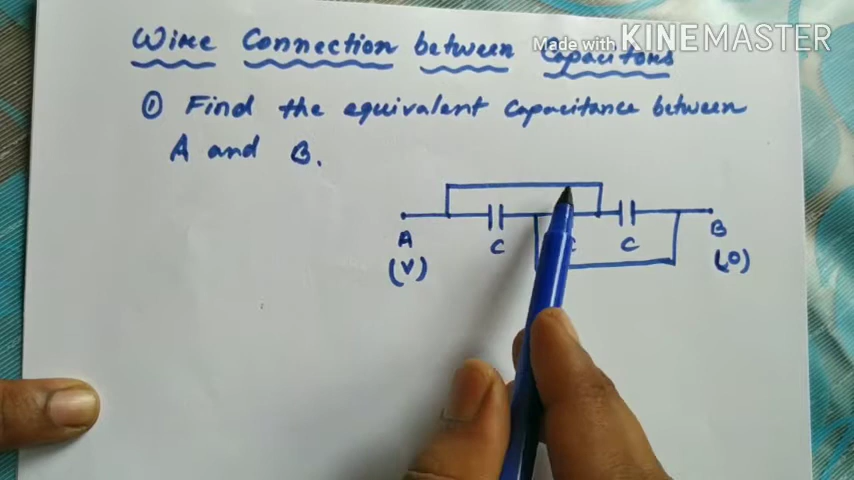 Made with KINEMASTER
Wire Connection between Capacitors
① Find the equivalent capacitance between
A and B.
A C C C B
(V) (0)